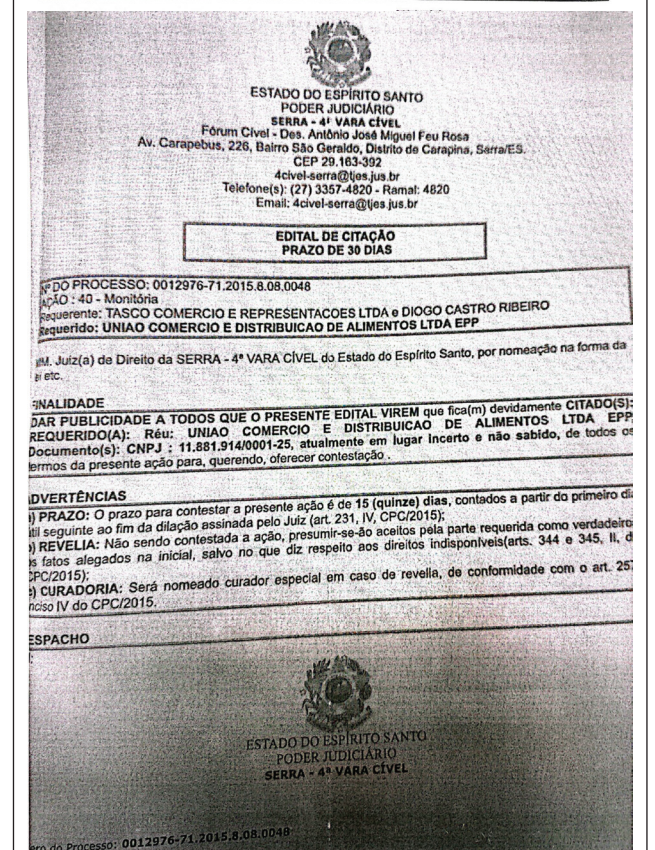 ESTADO DO ESPÍRITO SANTO
PODER JUDICIÁRIO
SERRA - 4ª VARA CÍVEL
Fórum Cível - Des. Antônio José Miguel Feu Rosa
Av. Carapebus, 226, Bairro São Geraldo, Distrito de Carapina, Serra/ES.
CEP 29.163-392
4civel-serra@tjes.jus.br
Telefone(s): (27) 3357-4820 - Ramal: 4820
Email: 4civel-serra@tjes.jus.br
EDITAL DE CITAÇÃO
PRAZO DE 30 DIAS
Nº DO PROCESSO: 0012976-71.2015.8.08.0048
AÇÃO : 40 - Monitória
Requerente: TASCO COMERCIO E REPRESENTACOES LTDA e DIOGO CASTRO RIBEIRO
Requerido: UNIAO COMERCIO E DISTRIBUICAO DE ALIMENTOS LTDA EPP
MM. Juiz(a) de Direito da SERRA - 4ª VARA CÍVEL do Estado do Espírito Santo, por nomeação na forma da
ei etc.
INALIDADE
DAR PUBLICIDADE A TODOS QUE O PRESENTE EDITAL VIREM que fica(m) devidamente CITADO(S):
REQUERIDO(A): Réu: UNIAO COMERCIO E DISTRIBUICAO DE ALIMENTOS LTDA EPP
Documento(s): CNPJ : 11.881.914/0001-25, atualmente em lugar incerto e não sabido, de todos os
ermos da presente ação para, querendo, oferecer contestação .
DVERTÊNCIAS
) PRAZO: O prazo para contestar a presente ação é de 15 (quinze) dias, contados a partir do primeiro di
til seguinte ao fim da dilação assinada pelo Juiz (art. 231, IV, CPC/2015);
) REVELIA: Não sendo contestada a ação, presumir-se-ão aceitos pela parte requerida como verdadeiro
s fatos alegados na inicial, salvo no que diz respeito aos direitos indisponíveis(arts. 344 e 345, II, d
CPC/2015);
) CURADORIA: Será nomeado curador especial em caso de revelia, de conformidade com o art. 257
nciso IV do CPC/2015.
ESPACHO
ESTADO DO ESPÍRITO SANTO
PODER JUDICIÁRIO
SERRA - 4ª VARA CÍVEL
ero do Processo: 0012976-71.2015.8.08.0048